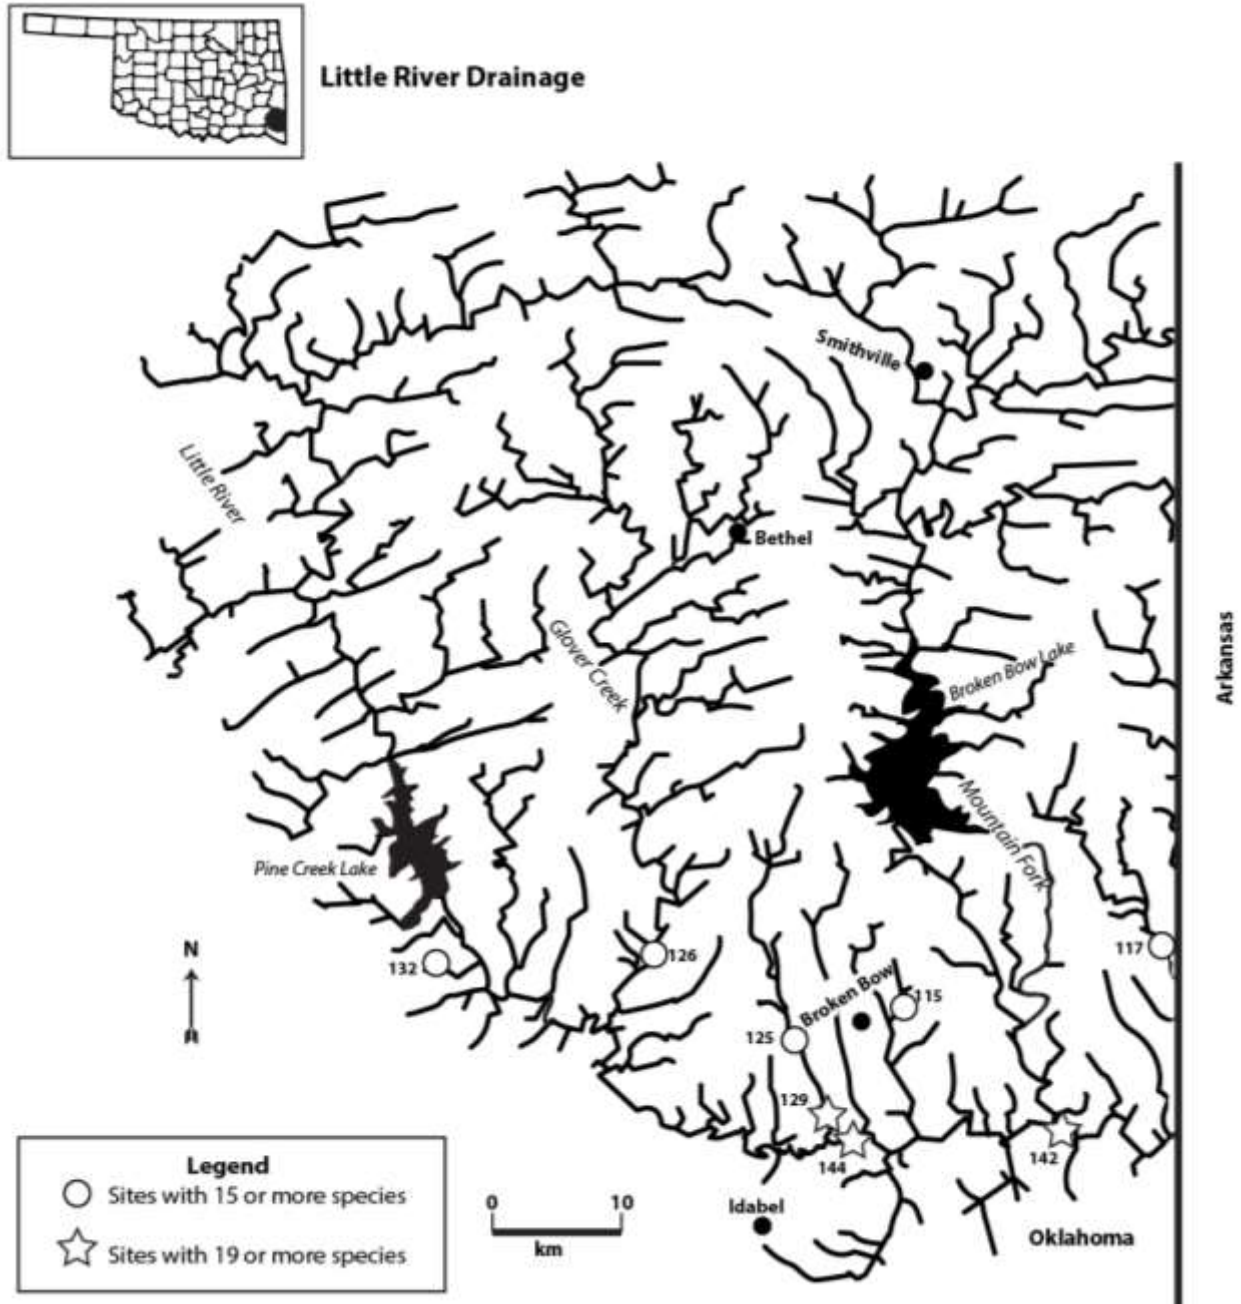 Little River Drainage
Smithville
Little River
Bethel
Arkansas
Glover Creek
Broken Bow Lake
Mountain Fork
Pine Creek Lake
N
117
126
132
115
Broken Bow
125
129
144
142
Legend
Sites with 15 or more species
Sites with 19 or more species
0 10
km
Idabel
Oklahoma